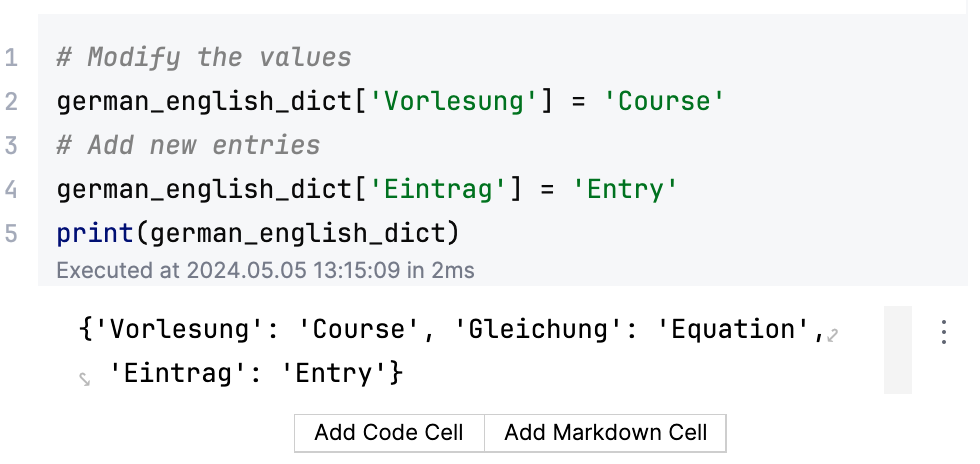 1 # Modify the values
2 german_english_dict['Vorlesung'] = 'Course'
3 # Add new entries
4 german_english_dict['Eintrag'] = 'Entry'
5 print(german_english_dict)
Executed at 2024.05.05 13:15:09 in 2ms
{'Vorlesung': 'Course', 'Gleichung': 'Equation',
'Eintrag': 'Entry'}
Add Code Cell Add Markdown Cell